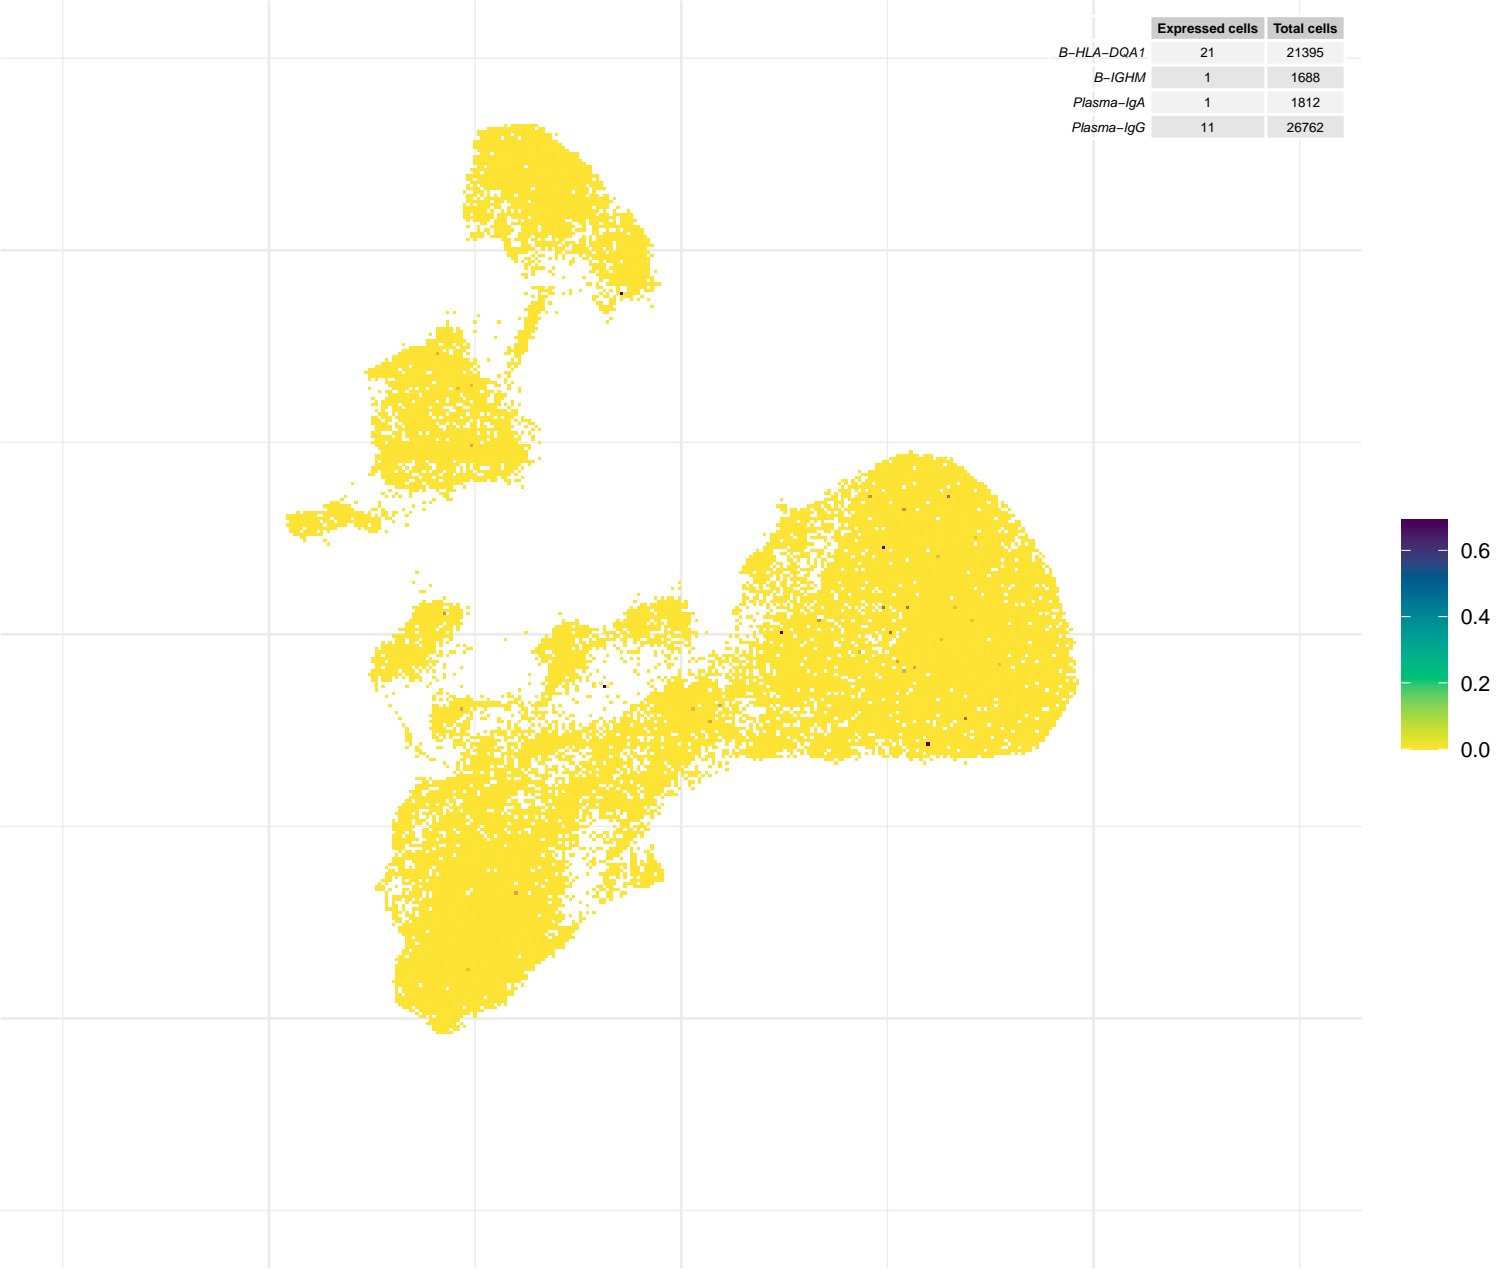 Expressed cells Total cells
B−HLA−DQA1 21 21395
B−IGHM 1 1688
Plasma−IgA 1 1812
Plasma−IgG 11 26762
0.6
0.4
0.2
0.0